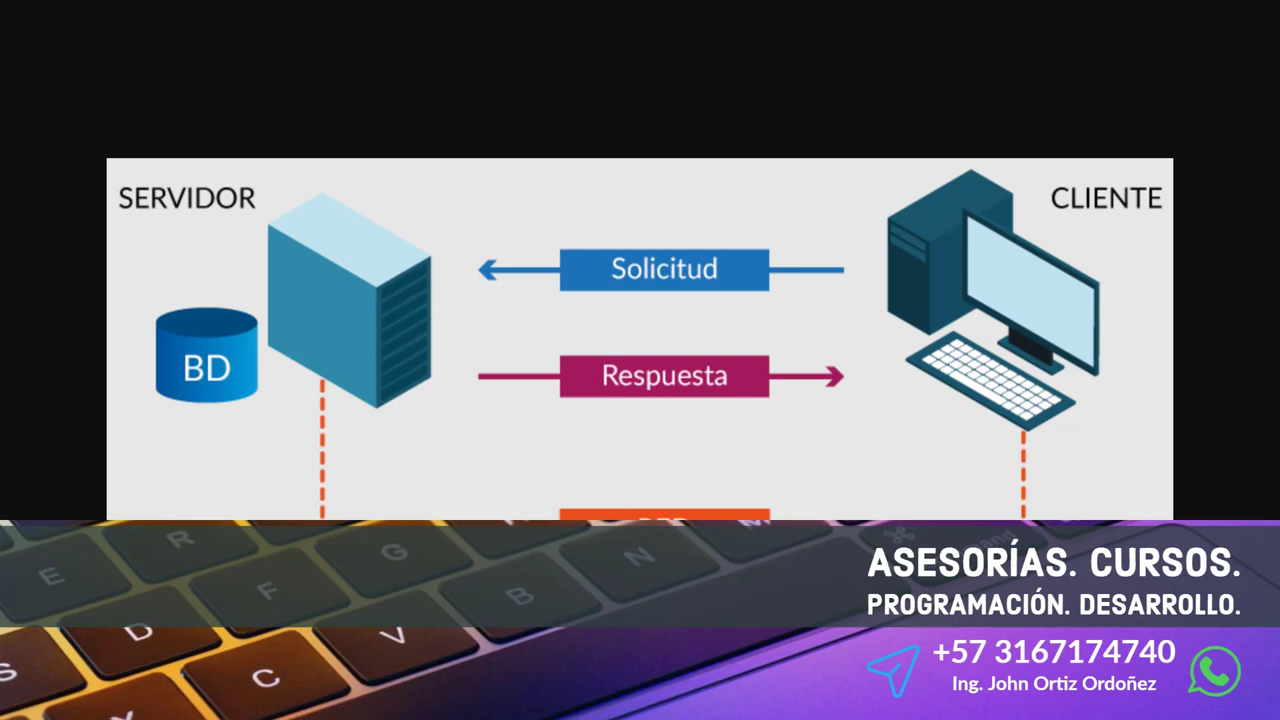 SERVIDOR
CLIENTE
Solicitud
BD
Respuesta
R
E
G
F
N
M
B
D
V
S
C
ASESORÍAS. CURSOS.
PROGRAMACIÓN. DESARROLLO.
+57 3167174740
Ing. John Ortiz Ordoñez